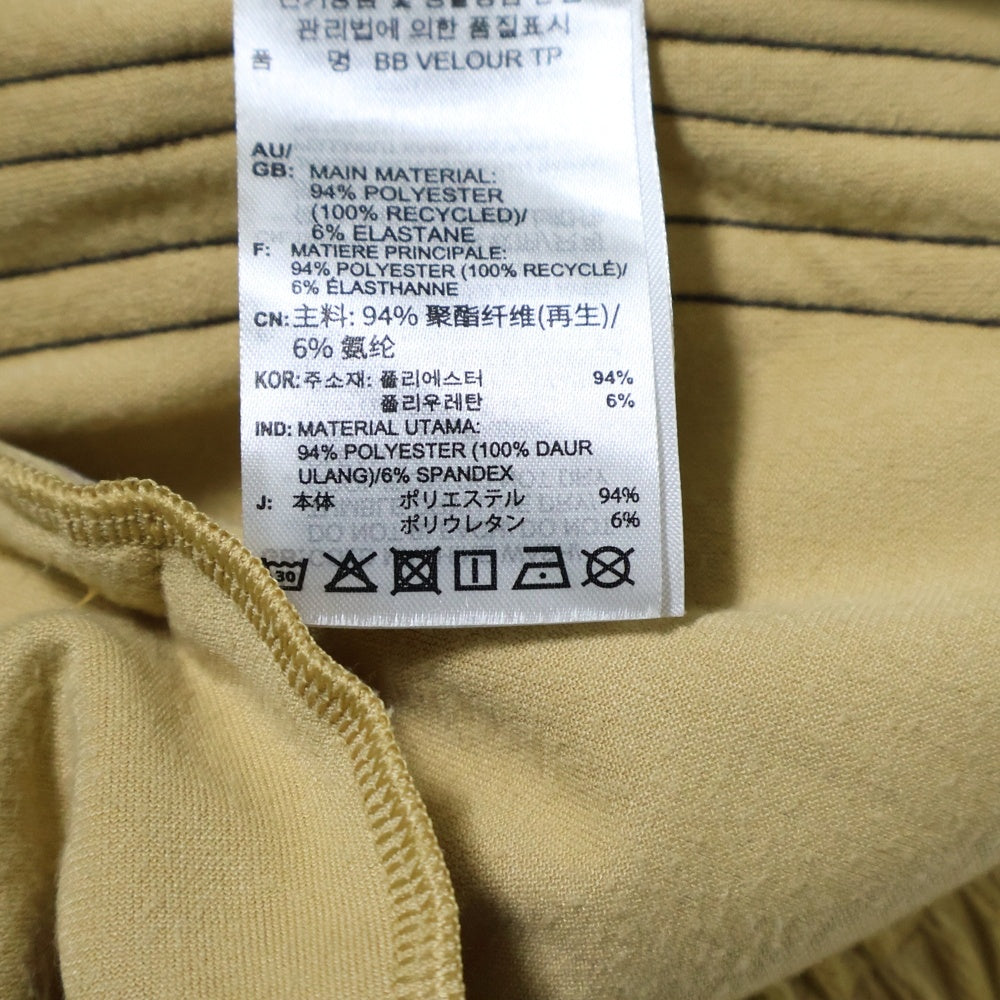 관리법에 의한 품질표시
품 명 BB VELOUR TP
AU/
GB: MAIN MATERIAL:
94% POLYESTER
(100% RECYCLED)/
6% ELASTANE
F: MATIERE PRINCIPALE:
94% POLYESTER (100% RECYCLÉ)/
6% ÉLASTHANNE
CN: 主料: 94% 聚酯纤维(再生)/
6% 氨纶
KOR: 주소재: 폴리에스터 94%
폴리우레탄 6%
IND: MATERIAL UTAMA:
94% POLYESTER (100% DAUR
ULANG)/6% SPANDEX
J: 本体 ポリエステル 94%
ポリウレタン 6%
30